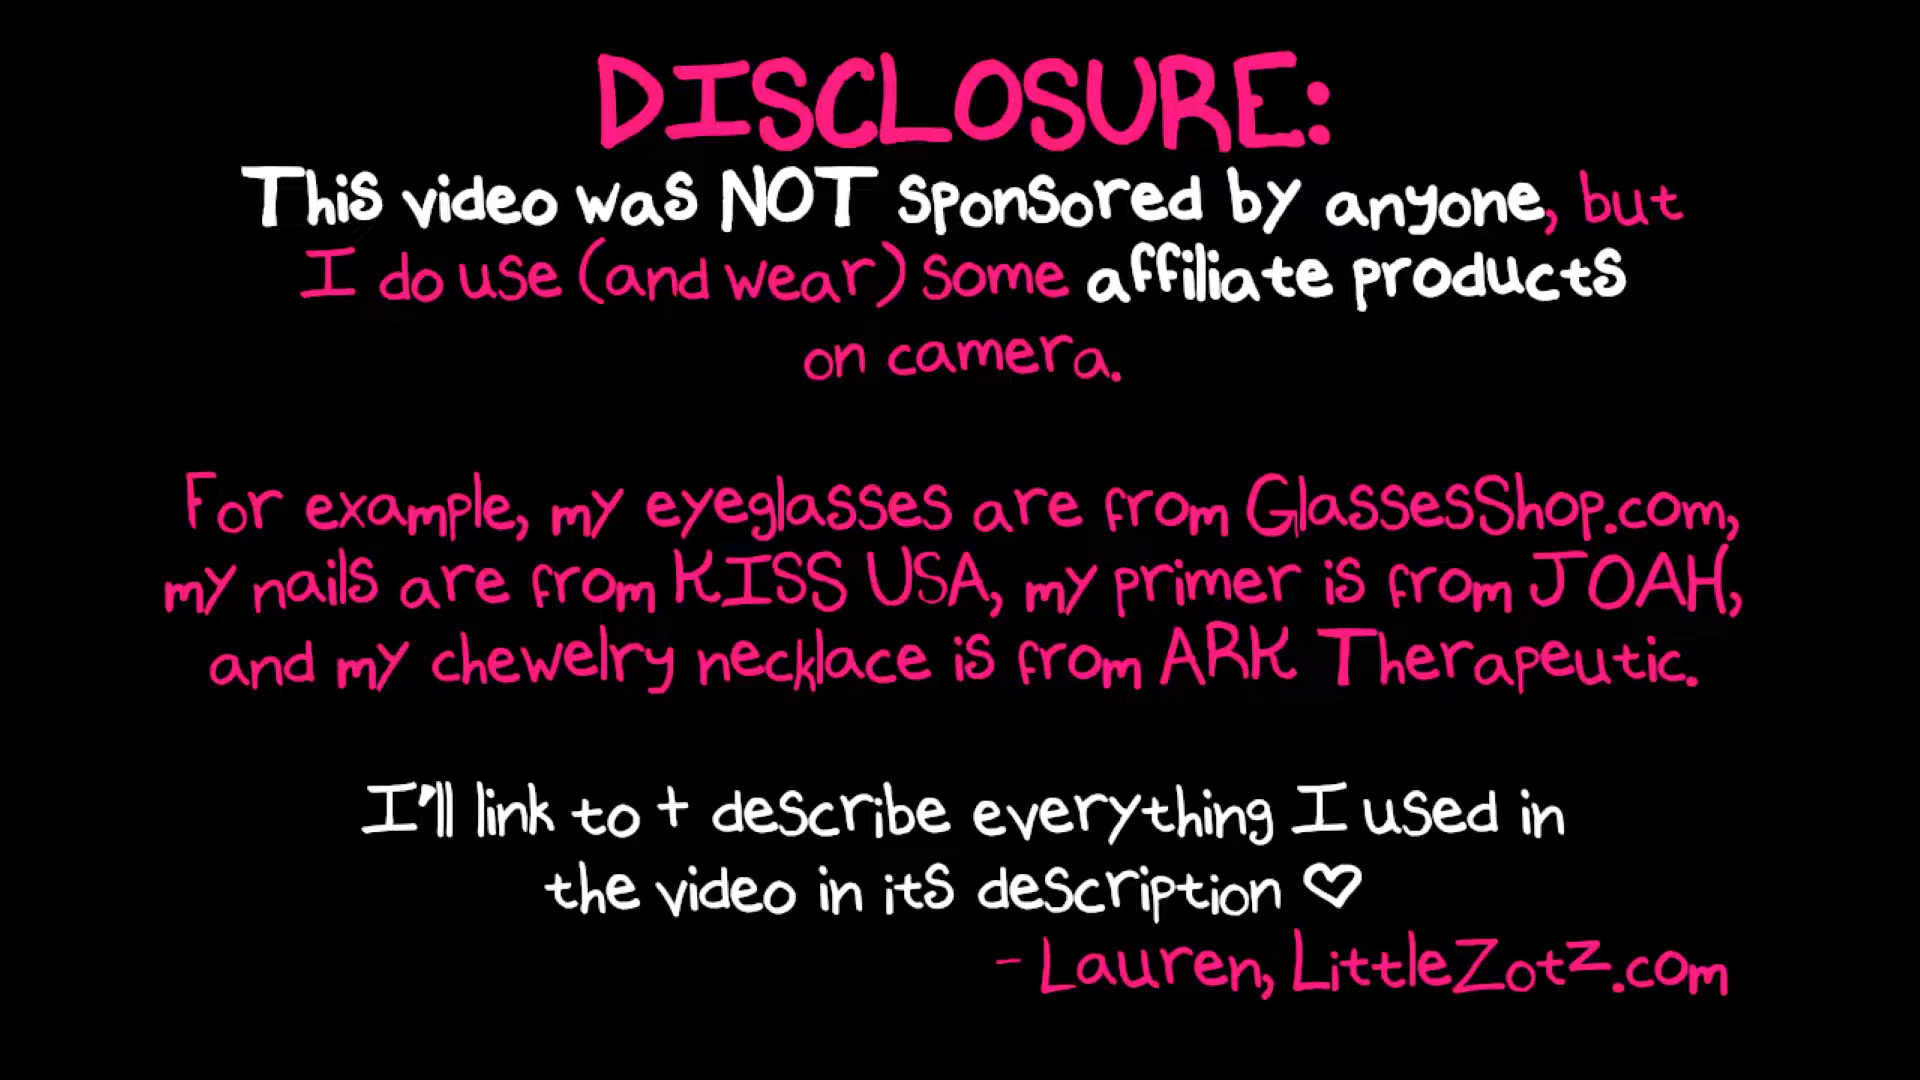 DISCLOSURE:
This video was NOT sponsored by anyone, but
I do use (and wear) some affiliate products
on camera.
For example, my eyeglasses are from GlassesShop.com,
my nails are from KISS USA, my primer is from JOAH,
and my chewelry necklace is from ARK Therapeutic.
I'll link to + describe everything I used in
the video in its description ♡
- Lauren, LittleZotz.com